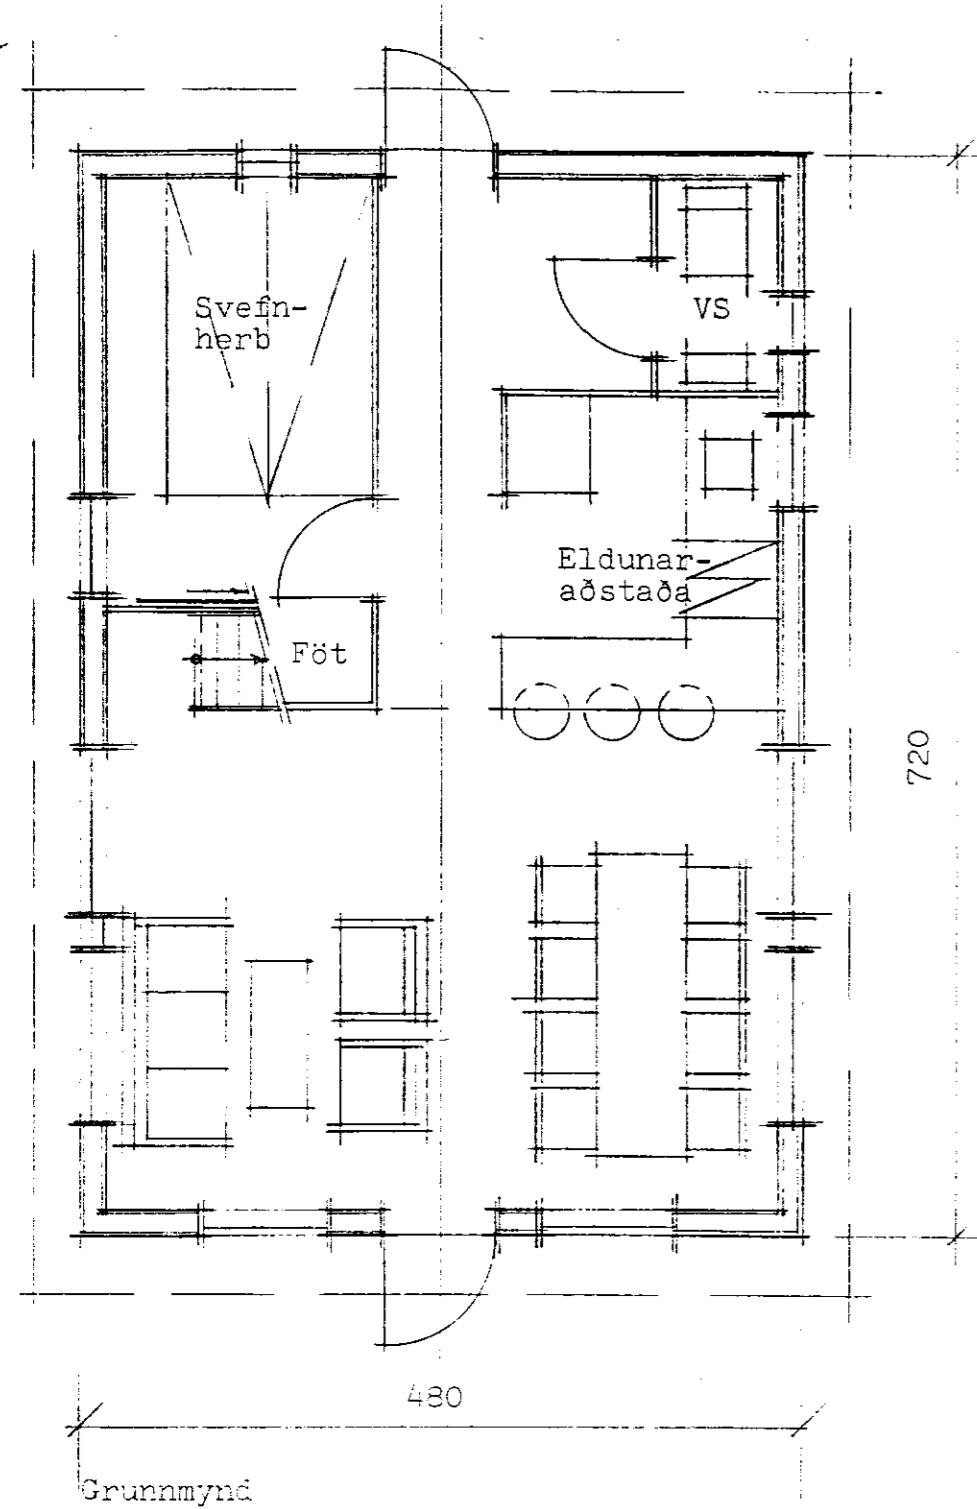 Svefn-
herb
VS
Eldunar-
aðstaða
Föt
720
480
Grunnmynd